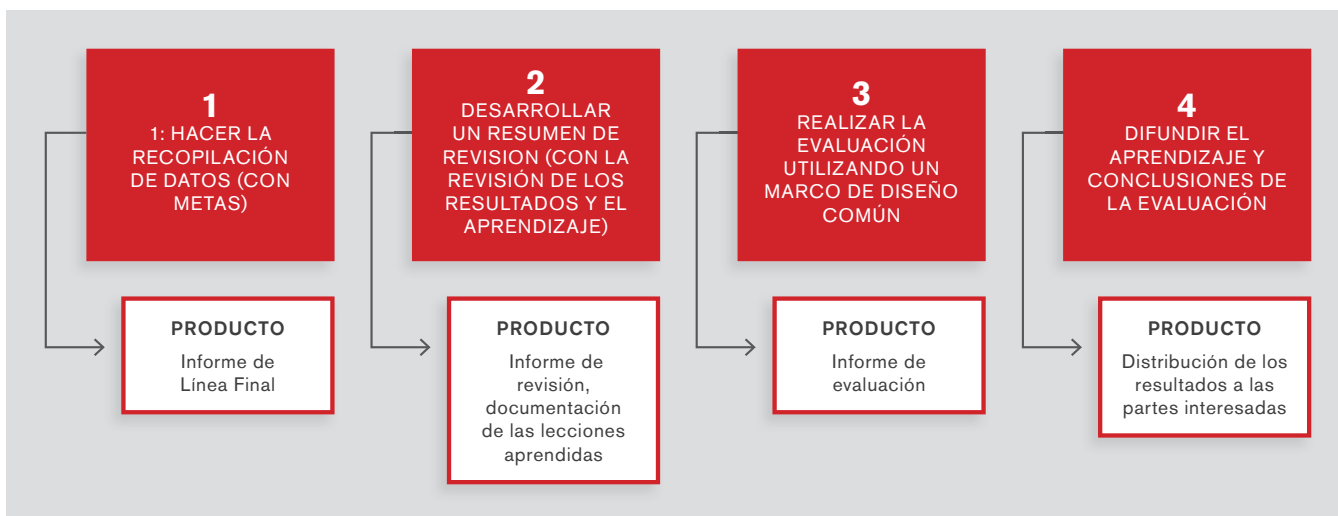 1
1: HACER LA
RECOPILACIÓN
DE DATOS (CON
METAS)
PRODUCTO
Informe de
Línea Final
2
DESARROLLAR
UN RESUMEN DE
REVISION (CON LA
REVISIÓN DE LOS
RESULTADOS Y EL
APRENDIZAJE)
PRODUCTO
Informe de
revisión,
documentación
de las lecciones
aprendidas
3
REALIZAR LA
EVALUACIÓN
UTILIZANDO UN
MARCO DE DISEÑO
COMÚN
PRODUCTO
Informe de
evaluación
4
DIFUNDIR EL
APRENDIZAJE Y
CONCLUSIONES DE
LA EVALUACIÓN
PRODUCTO
Distribución de los
resultados a las
partes interesadas